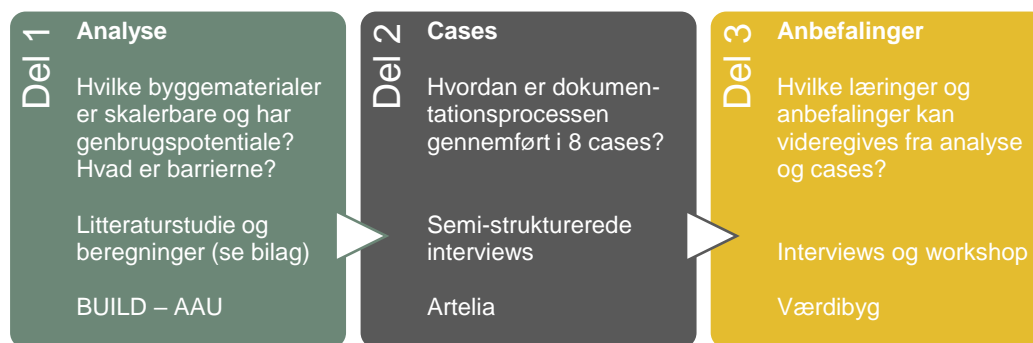 Del 1
Analyse
Hvilke byggematerialer
er skalerbare og har
genbrugspotentiale?
Hvad er barrierne?
Litteraturstudie og
beregninger (se bilag)
BUILD – AAU
Del 2
Cases
Hvordan er dokumen-
tationsprocessen
gennemført i 8 cases?
Semi-strukturerede
interviews
Artelia
Del 3
Anbefalinger
Hvilke læringer og
anbefalinger kan
videregives fra analyse
og cases?
Interviews og workshop
Værdibyg